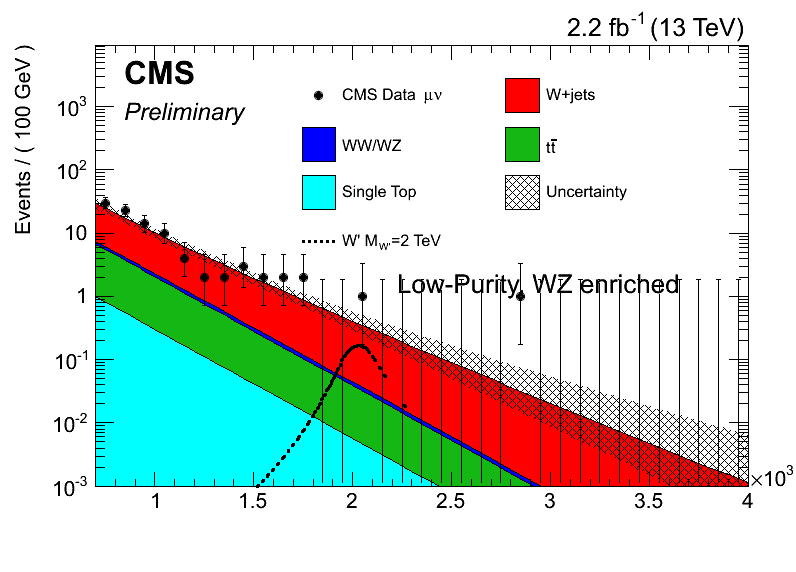 2.2 fb-1 (13 TeV)
Events / ( 100 GeV )
CMS
Preliminary
CMS Data μν
W+jets
WW/WZ
tt̄
Single Top
Uncertainty
W' MW'=2 TeV
Low-Purity, WZ enriched
10³
10²
10
1
10-1
10-2
10-3
1 1.5 2 2.5 3 3.5 4
×10³